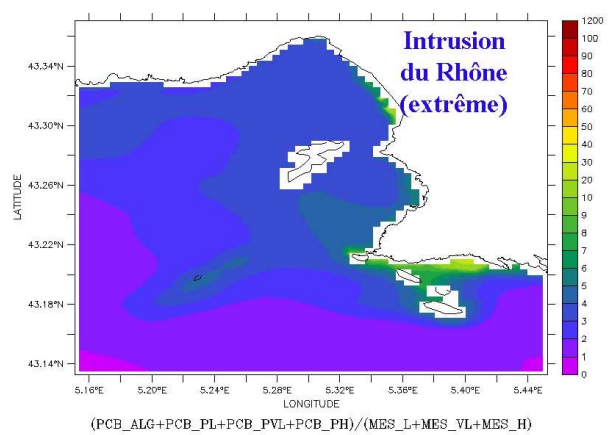 Intrusion
du Rhône
(extrême)
1200
100
90
80
70
60
50
40
30
20
10
9
8
7
6
5
4
3
2
1
0
43.34°N
43.30°N
43.26°N
43.22°N
43.18°N
43.14°N
LATITUDE
5.16°E 5.20°E 5.24°E 5.28°E 5.32°E 5.36°E 5.40°E 5.44°E
LONGITUDE
(PCB_ALG+PCB_PL+PCB_PVL+PCB_PH)/(MES_L+MES_VL+MES_H)